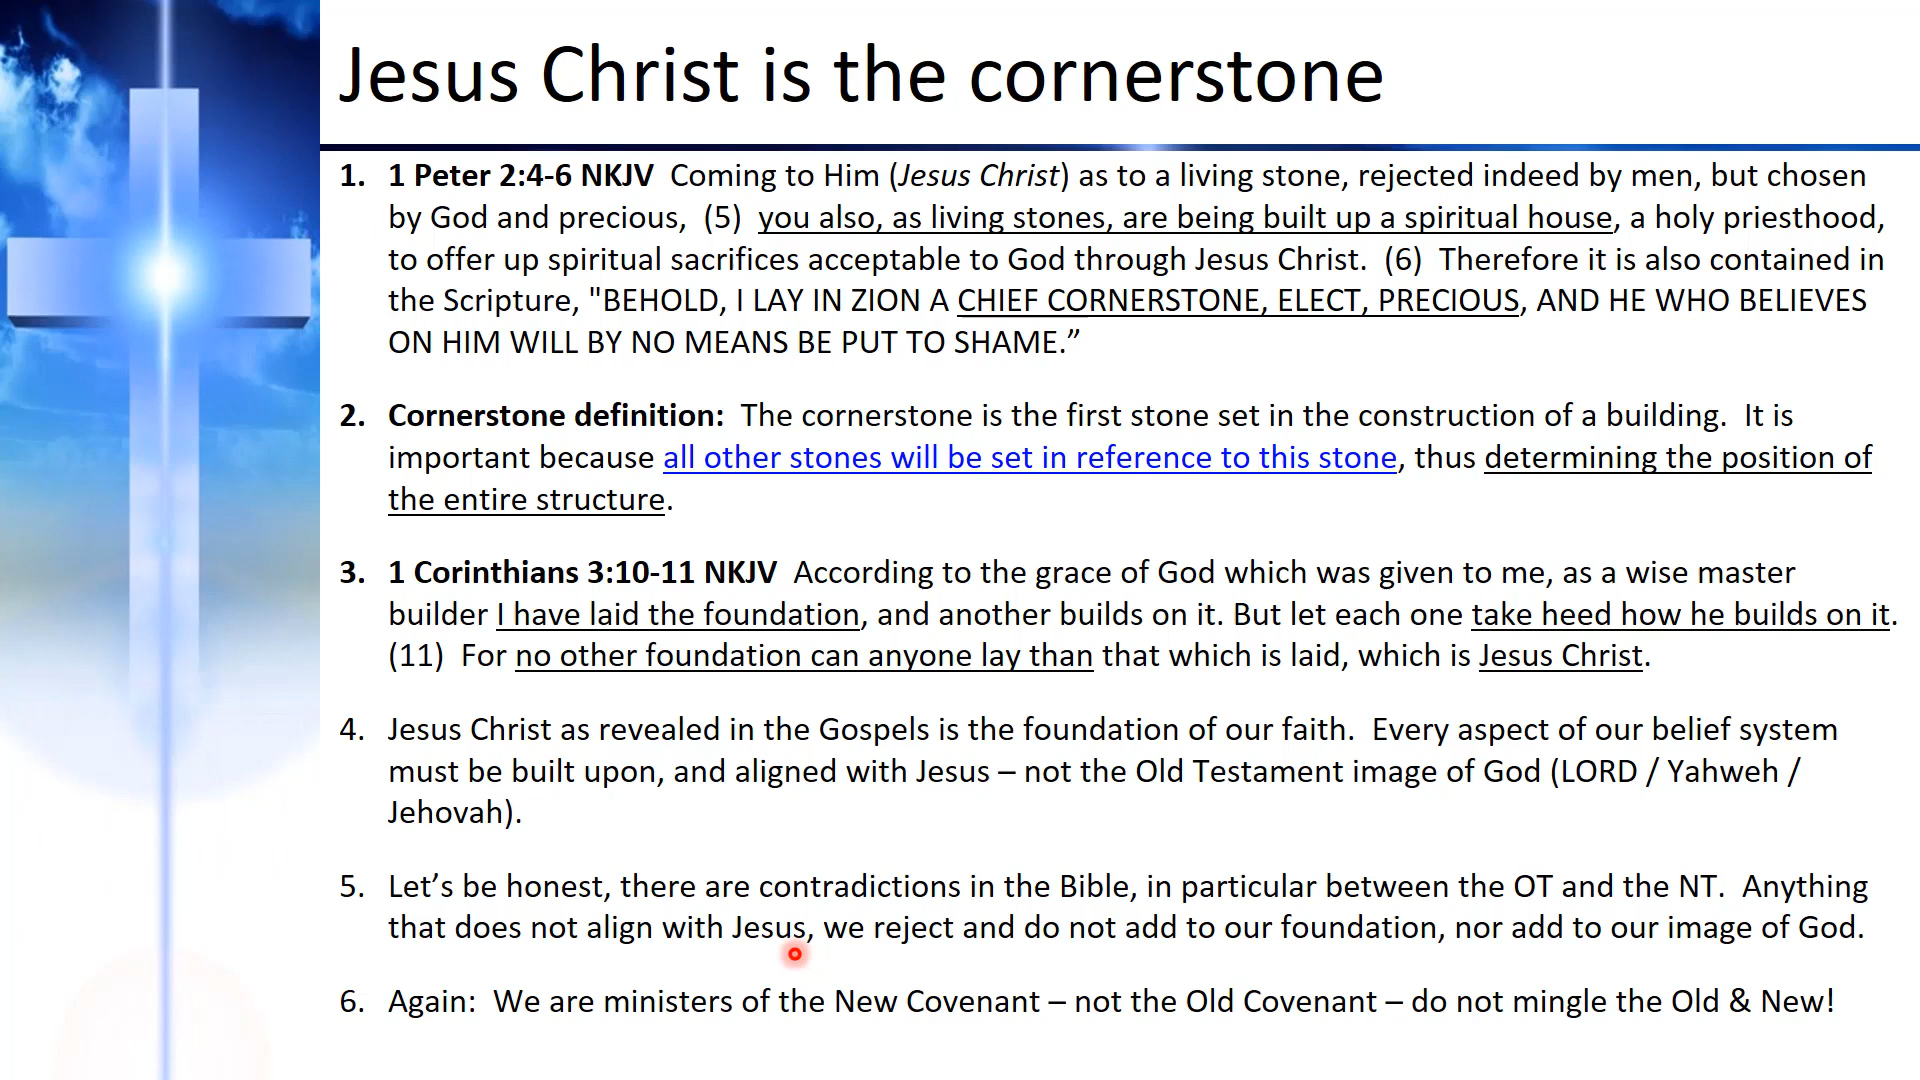 Jesus Christ is the cornerstone
1. 1 Peter 2:4-6 NKJV  Coming to Him (Jesus Christ) as to a living stone, rejected indeed by men, but chosen
by God and precious,  (5)  you also, as living stones, are being built up a spiritual house, a holy priesthood,
to offer up spiritual sacrifices acceptable to God through Jesus Christ.  (6)  Therefore it is also contained in
the Scripture, "BEHOLD, I LAY IN ZION A CHIEF CORNERSTONE, ELECT, PRECIOUS, AND HE WHO BELIEVES
ON HIM WILL BY NO MEANS BE PUT TO SHAME.”
2. Cornerstone definition:  The cornerstone is the first stone set in the construction of a building.  It is
important because all other stones will be set in reference to this stone, thus determining the position of
the entire structure.
3. 1 Corinthians 3:10-11 NKJV  According to the grace of God which was given to me, as a wise master
builder I have laid the foundation, and another builds on it. But let each one take heed how he builds on it.
(11)  For no other foundation can anyone lay than that which is laid, which is Jesus Christ.
4. Jesus Christ as revealed in the Gospels is the foundation of our faith.  Every aspect of our belief system
must be built upon, and aligned with Jesus – not the Old Testament image of God (LORD / Yahweh /
Jehovah).
5. Let’s be honest, there are contradictions in the Bible, in particular between the OT and the NT.  Anything
that does not align with Jesus, we reject and do not add to our foundation, nor add to our image of God.
6. Again:  We are ministers of the New Covenant – not the Old Covenant – do not mingle the Old & New!